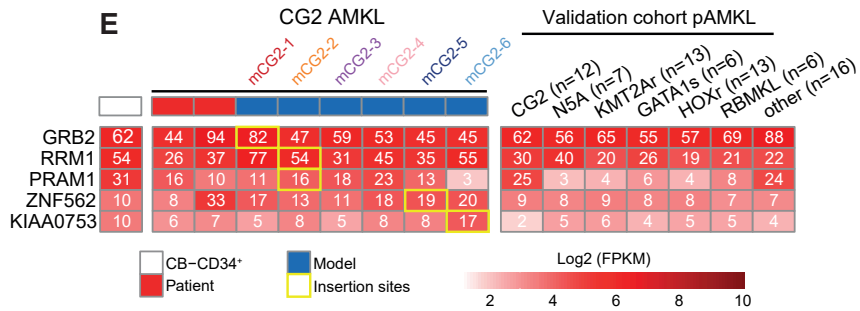 E
CG2 AMKL
Validation cohort pAMKL
mCG2-1
mCG2-2
mCG2-3
mCG2-4
mCG2-5
mCG2-6
CG2 (n=12)
N5A (n=7)
KMT2Ar (n=13)
GATA1s (n=6)
HOXr (n=13)
RBMKL (n=6)
other (n=16)
GRB2 62 44 94 82 47 59 53 45 45 62 56 65 55 57 69 88
RRM1 54 26 37 77 54 31 45 35 55 30 40 20 26 19 21 22
PRAM1 31 16 10 11 16 18 23 13 3 25 3 4 6 4 8 24
ZNF562 10 8 33 17 13 11 18 19 20 9 8 9 8 8 7 7
KIAA0753 10 6 7 5 8 5 8 8 17 2 5 6 4 5 5 4
CB−CD34⁺
Patient
Model
Insertion sites
Log2 (FPKM)
2 4 6 8 10